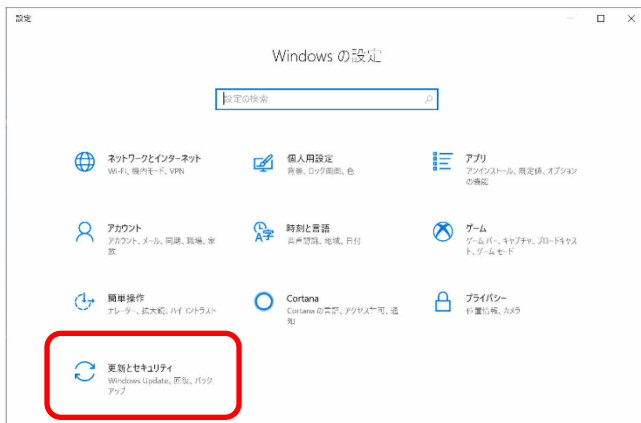 設定
Windows の設定
設定の検索
ネットワークとインターネット
Wi-Fi、機内モード、VPN
個人用設定
背景、ロック画面、色
アプリ
アンインストール、既定値、オプション
の機能
アカウント
アカウント、メール、同期、職場、家
族
時刻と言語
音声認識、地域、日付
ゲーム
ゲーム バー、キャプチャ、ブロードキャス
ト、ゲーム モード
簡単操作
ナレーター、拡大鏡、ハイ コントラスト
Cortana
Cortana の言語、アクセス許可、通
知
プライバシー
位置情報、カメラ
更新とセキュリティ
Windows Update、回復、バック
アップ